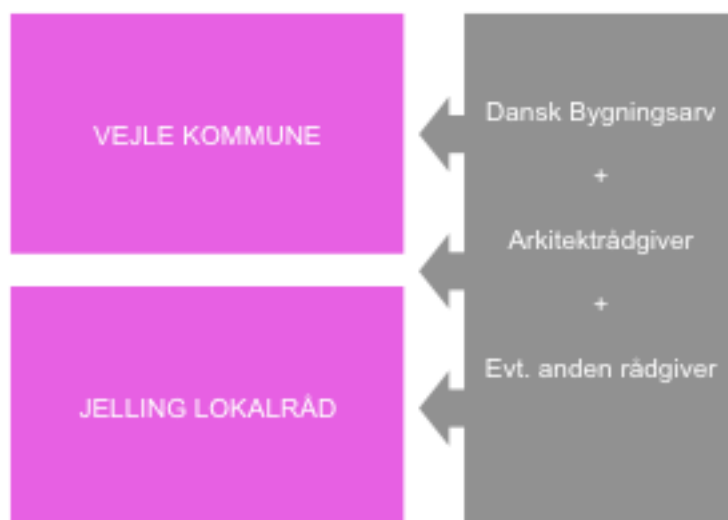 VEJLE KOMMUNE
JELLING LOKALRÅD
Dansk Bygningsarv
+
Arkitektrådgiver
+
Evt. anden rådgiver